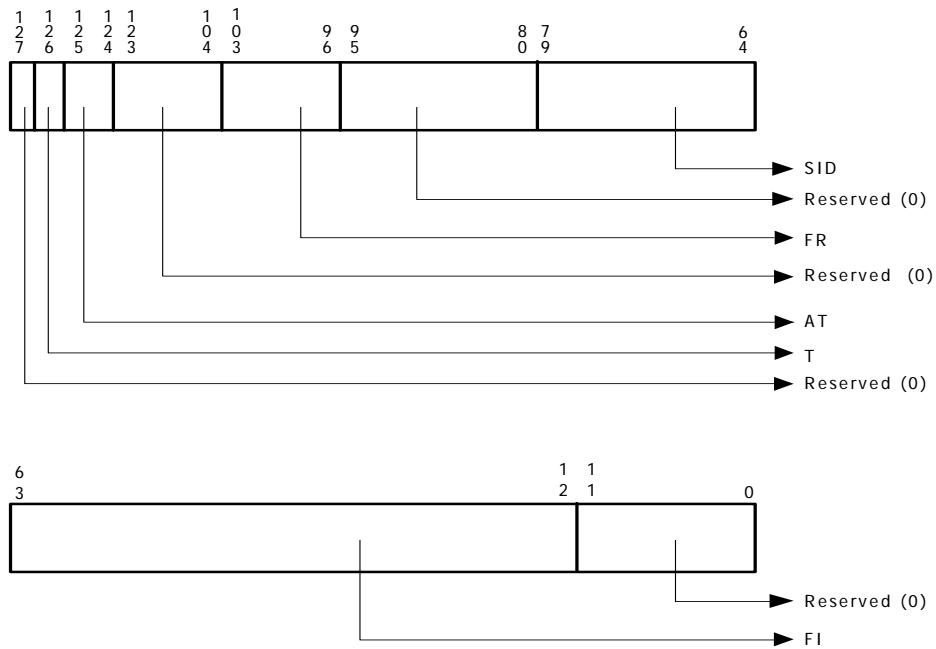 127 126 125 124 123 104 103 96 95 80 79 64
SID
Reserved (0)
FR
Reserved (0)
AT
T
Reserved (0)
63 12 11 0
Reserved (0)
FI